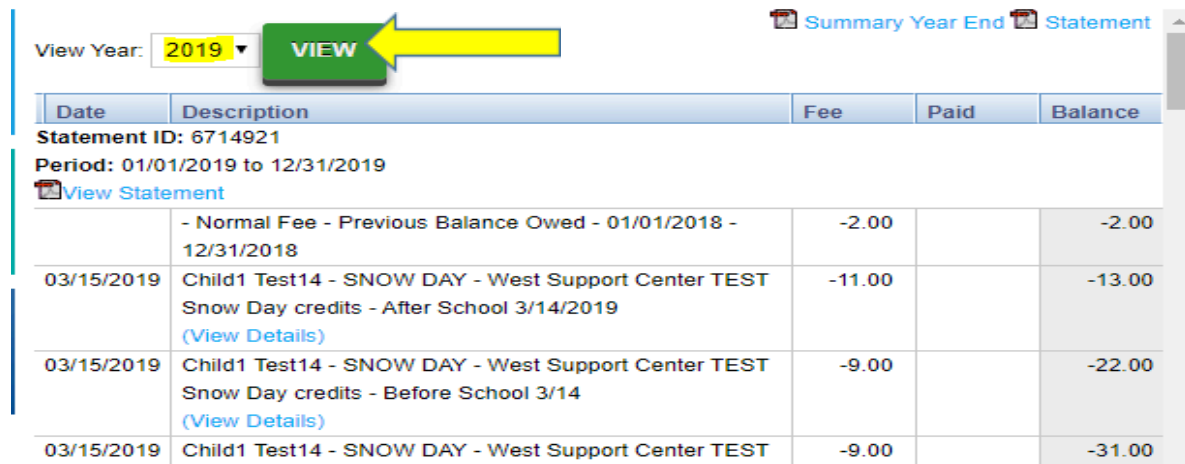 Summary Year End Statement
View Year: 2019 VIEW
Date Description Fee Paid Balance
Statement ID: 6714921
Period: 01/01/2019 to 12/31/2019
View Statement
- Normal Fee - Previous Balance Owed - 01/01/2018 - -2.00 -2.00
12/31/2018
03/15/2019 Child1 Test14 - SNOW DAY - West Support Center TEST -11.00 -13.00
Snow Day credits - After School 3/14/2019
(View Details)
03/15/2019 Child1 Test14 - SNOW DAY - West Support Center TEST -9.00 -22.00
Snow Day credits - Before School 3/14
(View Details)
03/15/2019 Child1 Test14 - SNOW DAY - West Support Center TEST -9.00 -31.00